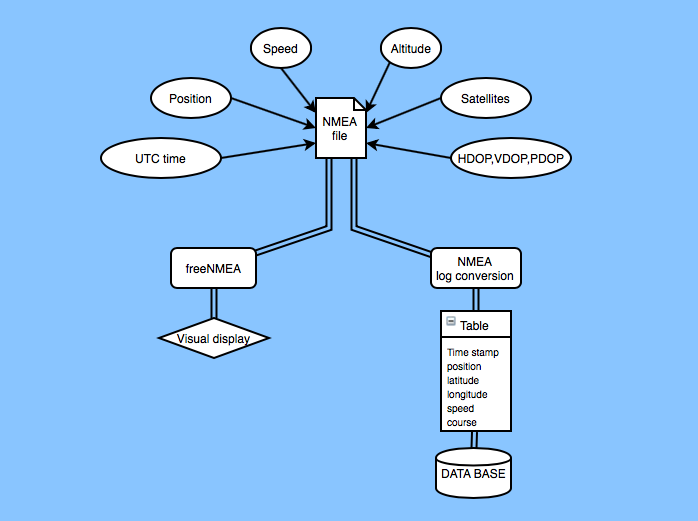 Speed
Altitude
Position
Satellites
NMEA
file
UTC time
HDOP,VDOP,PDOP
freeNMEA
NMEA
log conversion
Visual display
Table
Time stamp
position
latitude
longitude
speed
course
DATA BASE